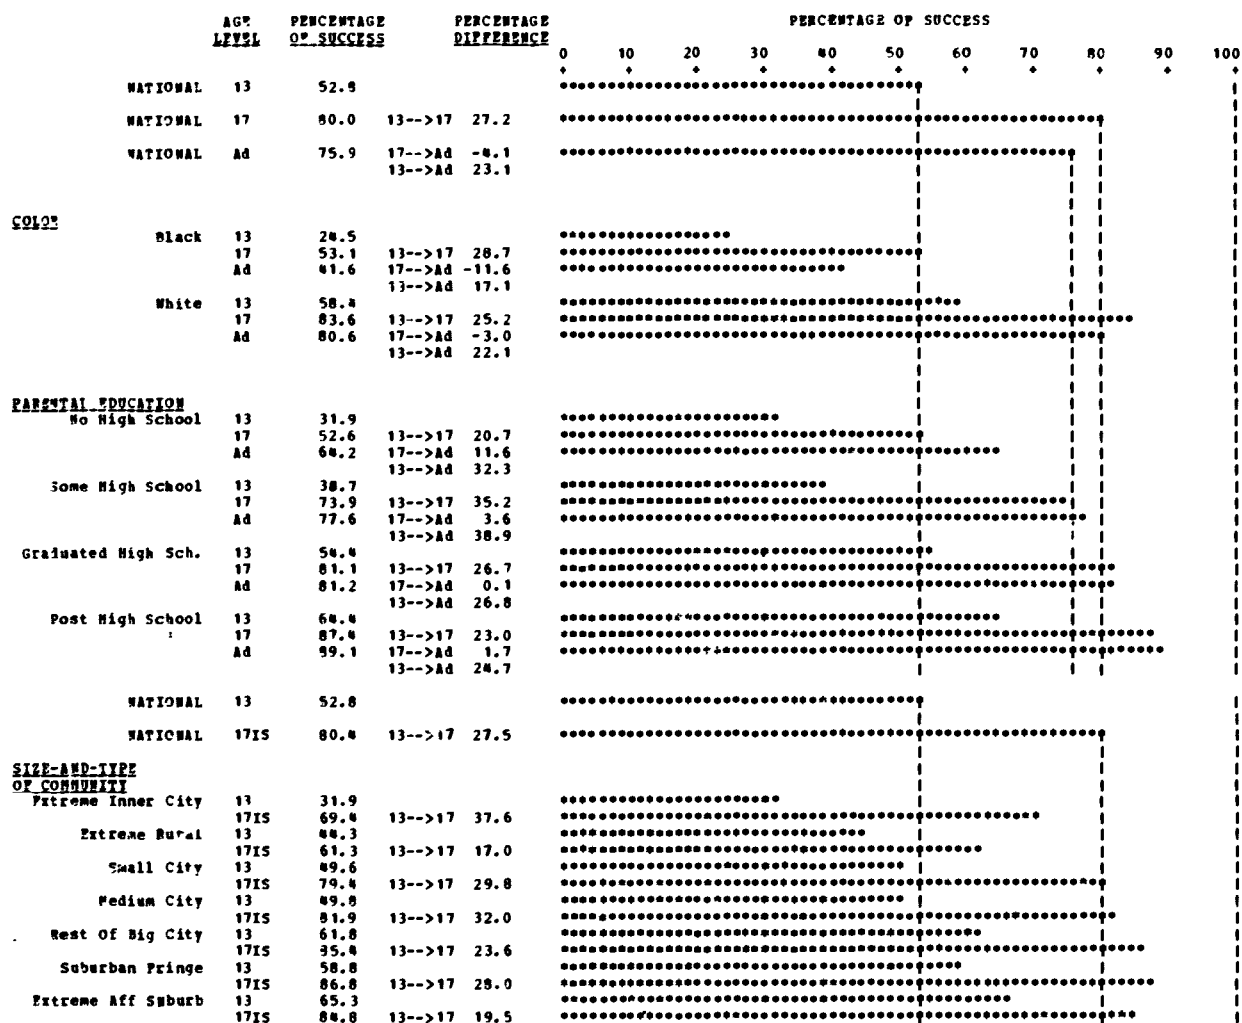 AGE PERCENTAGE PERCENTAGE PERCENTAGE OF SUCCESS
LEVEL OF SUCCESS DIFFERENCE
0 10 20 30 40 50 60 70 80 90 100
NATIONAL 13 52.8
NATIONAL 17 80.0 13-->17 27.2
NATIONAL Ad 75.9 17-->Ad -4.1
13-->Ad 23.1
COLOR
Black 13 24.5
17 53.1 13-->17 28.7
Ad 41.6 17-->Ad -11.6
13-->Ad 17.1
White 13 58.4
17 83.6 13-->17 25.2
Ad 80.6 17-->Ad -3.0
13-->Ad 22.1
PARENTAL EDUCATION
No High School 13 31.9
17 52.6 13-->17 20.7
Ad 64.2 17-->Ad 11.6
13-->Ad 32.3
Some High School 13 38.7
17 73.9 13-->17 35.2
Ad 77.6 17-->Ad 3.6
13-->Ad 38.9
Graduated High Sch. 13 54.4
17 81.1 13-->17 26.7
Ad 81.2 17-->Ad 0.1
13-->Ad 26.8
Post High School 13 64.4
17 87.4 13-->17 23.0
Ad 89.1 17-->Ad 1.7
13-->Ad 24.7
NATIONAL 13 52.8
NATIONAL 17IS 80.4 13-->17 27.5
SIZE-AND-TYPE
OF COMMUNITY
Extreme Inner City 13 31.9
17IS 69.4 13-->17 37.6
Extreme Rural 13 44.3
17IS 61.3 13-->17 17.0
Small City 13 49.6
17IS 79.4 13-->17 29.8
Medium City 13 49.8
17IS 81.9 13-->17 32.0
Rest Of Big City 13 61.8
17IS 85.4 13-->17 23.6
Suburban Fringe 13 58.8
17IS 86.8 13-->17 28.0
Extreme Aff Suburb 13 65.3
17IS 84.8 13-->17 19.5